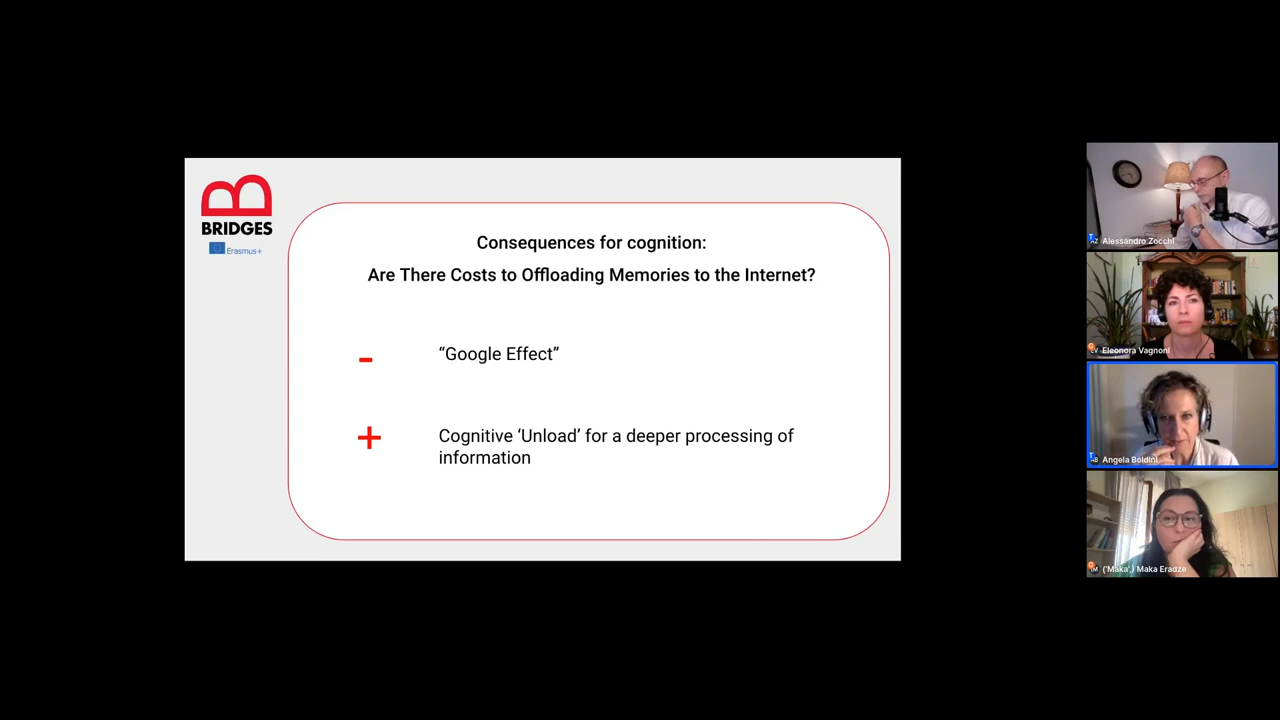 BRIDGES
Erasmus+
Consequences for cognition:
Are There Costs to Offloading Memories to the Internet?
- “Google Effect”
+ Cognitive ‘Unload’ for a deeper processing of
information
Alessandro Zocchi
Eleonora Vagnoni
Angela Boldini
('Maka',) Maka Eradze